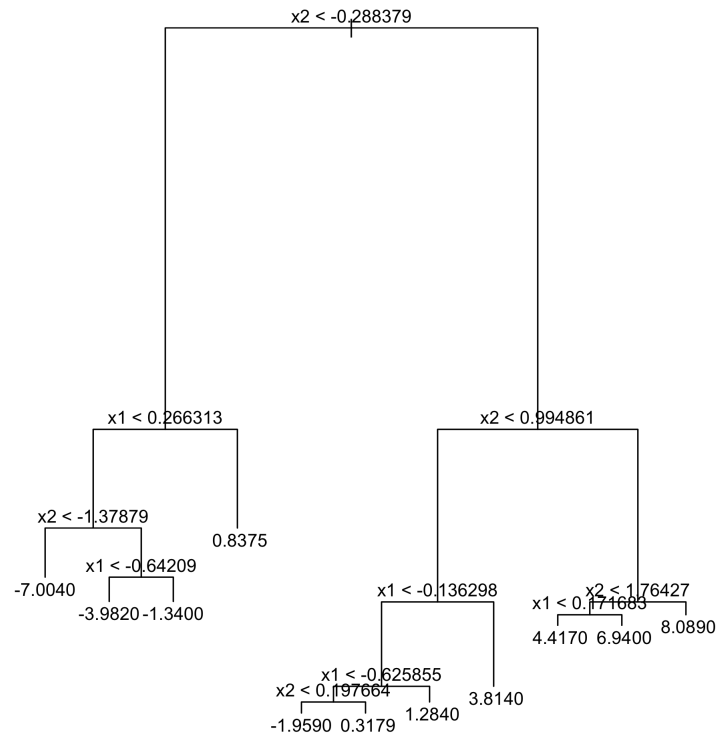 x2 < -0.288379
x1 < 0.266313
x2 < 0.994861
x2 < -1.37879
0.8375
x1 < -0.64209
-7.0040
-3.9820
-1.3400
x1 < -0.136298
x2 < 1.76427
x1 < 0.171683
4.4170
6.9400
8.0890
x1 < -0.625855
x2 < 0.197664
3.8140
-1.9590
0.3179
1.2840